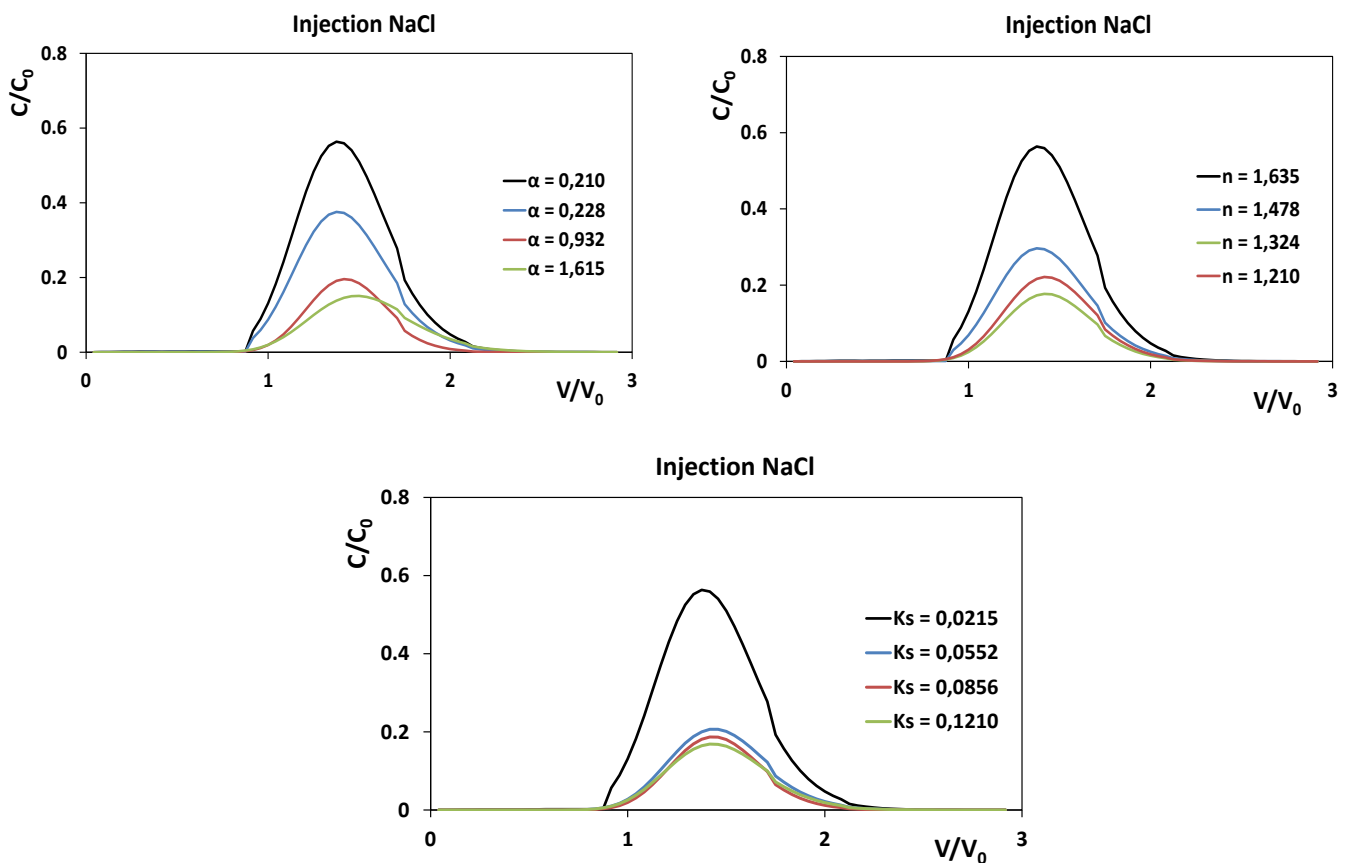 Injection NaCl
C/C₀
0.8
0.6
0.4
0.2
0
0
1
2
3
V/V₀
α = 0,210
α = 0,228
α = 0,932
α = 1,615
Injection NaCl
C/C₀
0.8
0.6
0.4
0.2
0
0
1
2
3
V/V₀
n = 1,635
n = 1,478
n = 1,324
n = 1,210
Injection NaCl
C/C₀
0.8
0.6
0.4
0.2
0
0
1
2
3
V/V₀
Ks = 0,0215
Ks = 0,0552
Ks = 0,0856
Ks = 0,1210